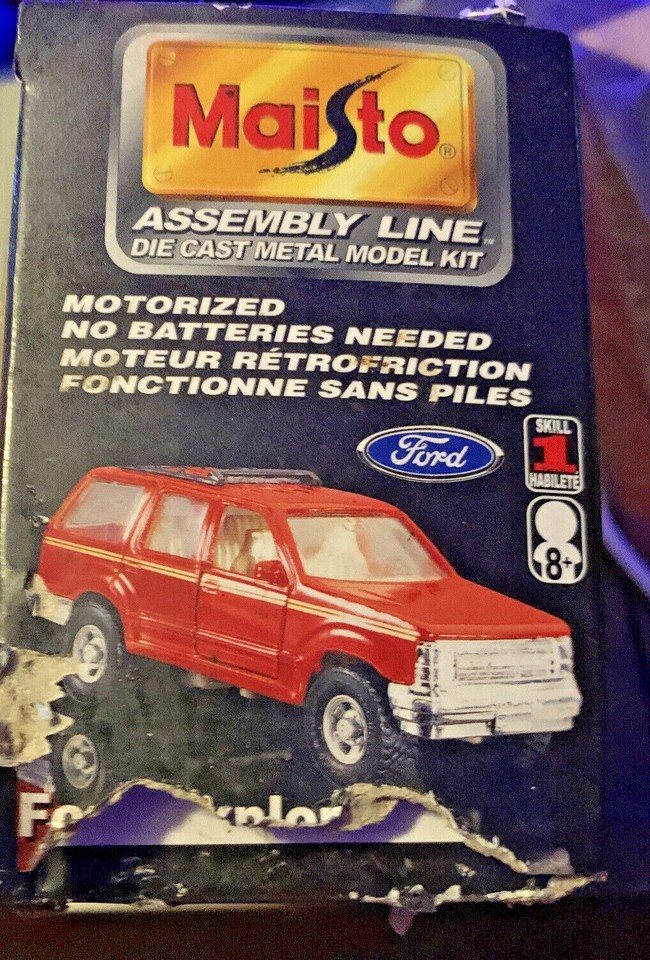 Maisto®
ASSEMBLY LINE™
DIE CAST METAL MODEL KIT
MOTORIZED
NO BATTERIES NEEDED
MOTEUR RÉTROFRICTION
FONCTIONNE SANS PILES
Ford
SKILL
1
HABILETÉ
8+